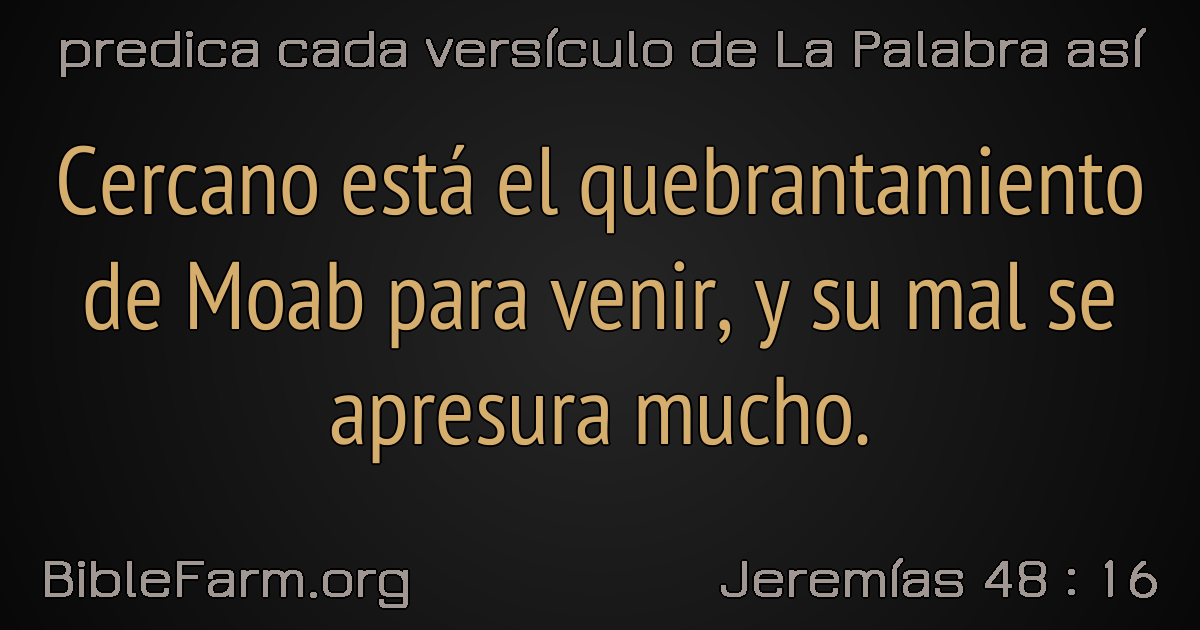 predica cada versículo de La Palabra así
Cercano está el quebrantamiento
de Moab para venir, y su mal se
apresura mucho.
BibleFarm.org
Jeremías 48 : 16